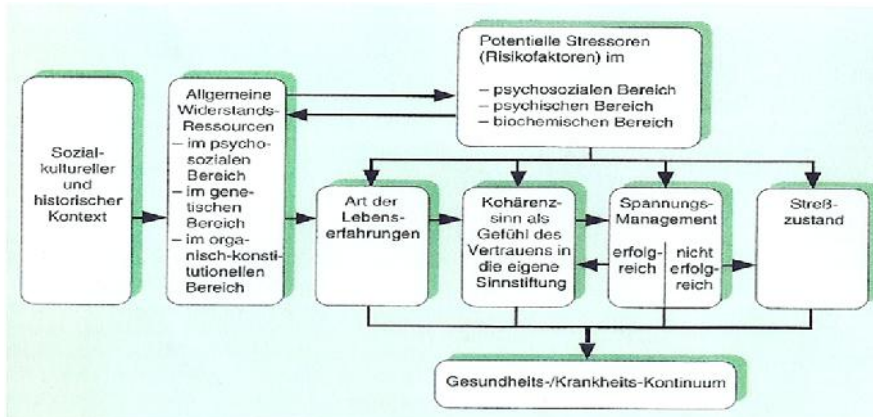 Potentielle Stressoren
(Risikofaktoren) im
– psychosozialen Bereich
– psychischen Bereich
– biochemischen Bereich
Sozial-
kultureller
und
historischer
Kontext
Allgemeine
Widerstands-
Ressourcen
– im psycho-
sozialen
Bereich
– im gene-
tischen
Bereich
– im orga-
nisch-konsti-
tutionellen
Bereich
Art der
Lebens-
erfahrungen
Kohärenz-
sinn als
Gefühl des
Vertrauens in
die eigene
Sinnstiftung
Spannungs-
Management
erfolg-
reich
nicht
erfolg-
reich
Streß-
zustand
Gesundheits-/Krankheits-Kontinuum